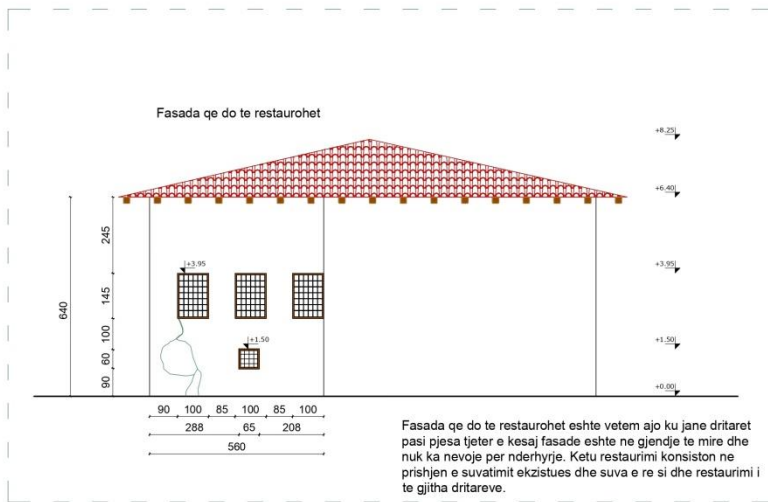 Fasada qe do te restaurohet
+8.25
+6.40
245
+3.95
+3.95
145
640
100
+1.50
+1.50
60
90
+0.00
90 100 85 100 85 100
288 65 208
560
Fasada qe do te restaurohet eshte vetem ajo ku jane dritaret
pasi pjesa tjeter e kesaj fasade eshte ne gjendje te mire dhe
nuk ka nevoje per nderhyrje. Ketu restaurimi konsiston ne
prishjen e suvatimit ekzistues dhe suva e re si dhe restaurimi i
te gjitha dritareve.